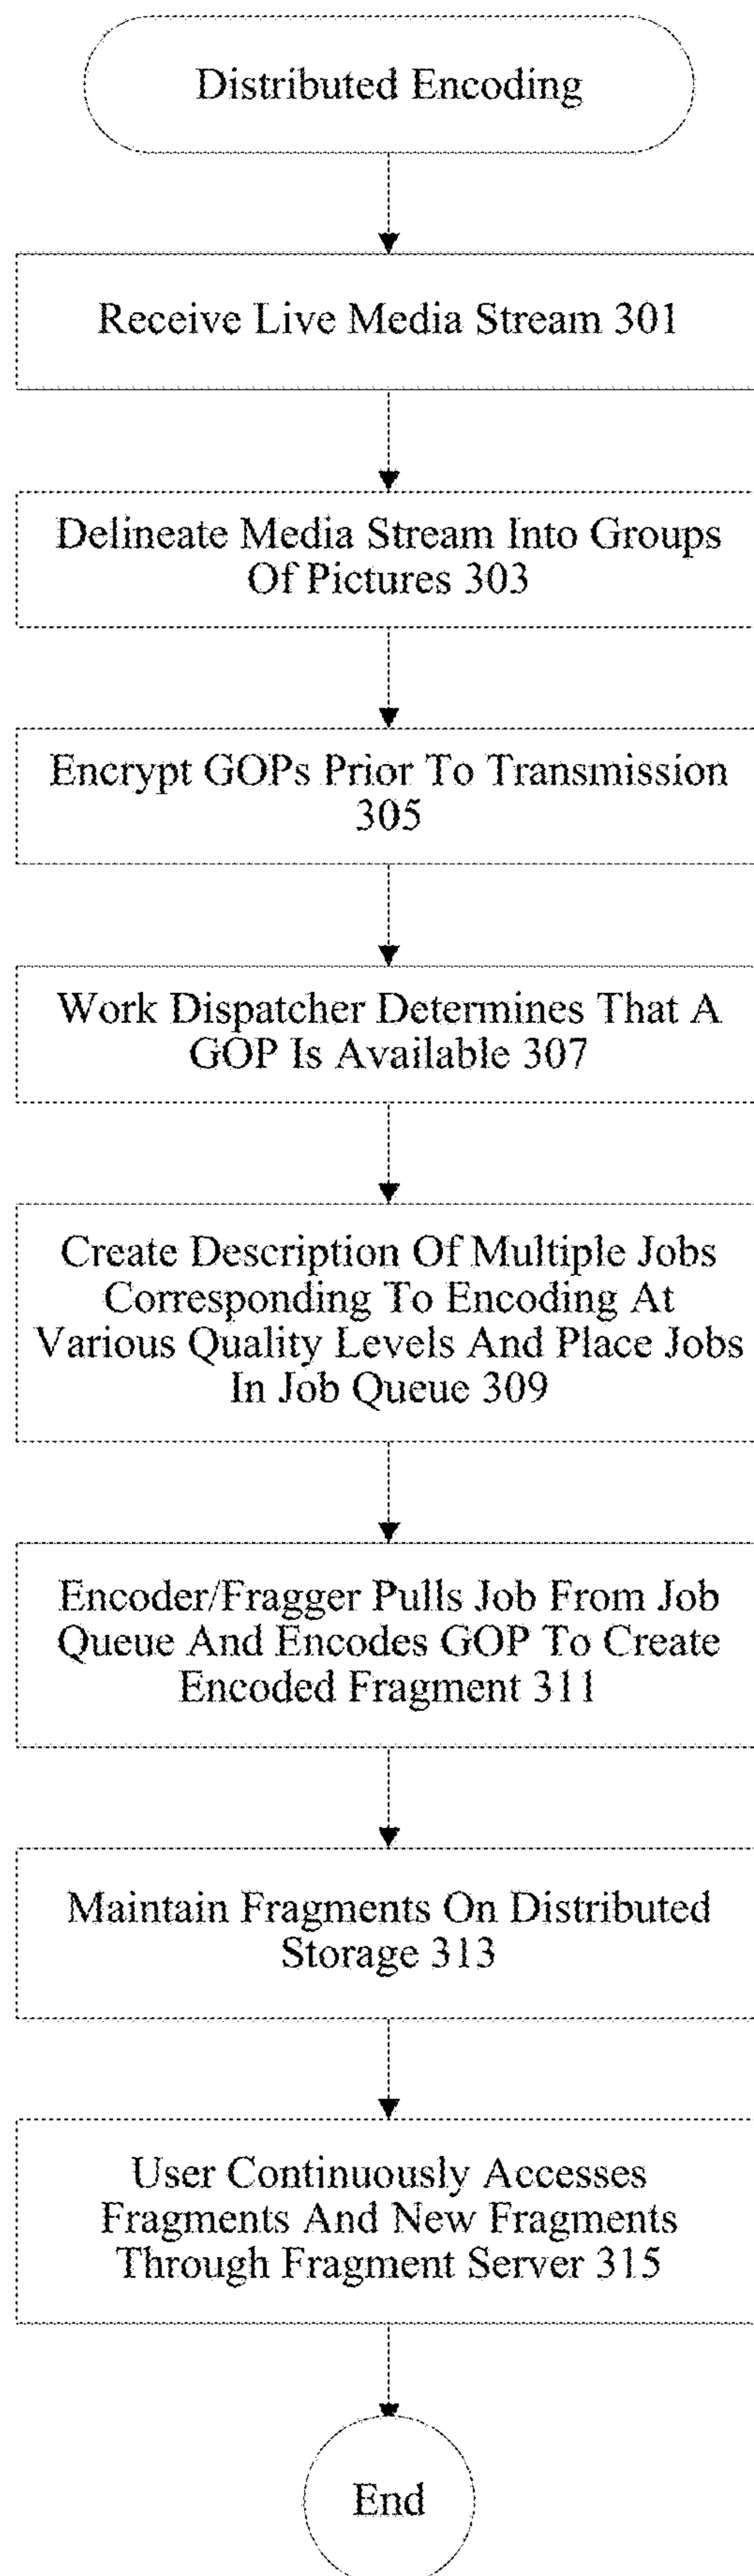 Distributed Encoding
Receive Live Media Stream 301
Delineate Media Stream Into Groups
Of Pictures 303
Encrypt GOPs Prior To Transmission
305
Work Dispatcher Determines That A
GOP Is Available 307
Create Description Of Multiple Jobs
Corresponding To Encoding At
Various Quality Levels And Place Jobs
In Job Queue 309
Encoder/Fragger Pulls Job From Job
Queue And Encodes GOP To Create
Encoded Fragment 311
Maintain Fragments On Distributed
Storage 313
User Continuously Accesses
Fragments And New Fragments
Through Fragment Server 315
End